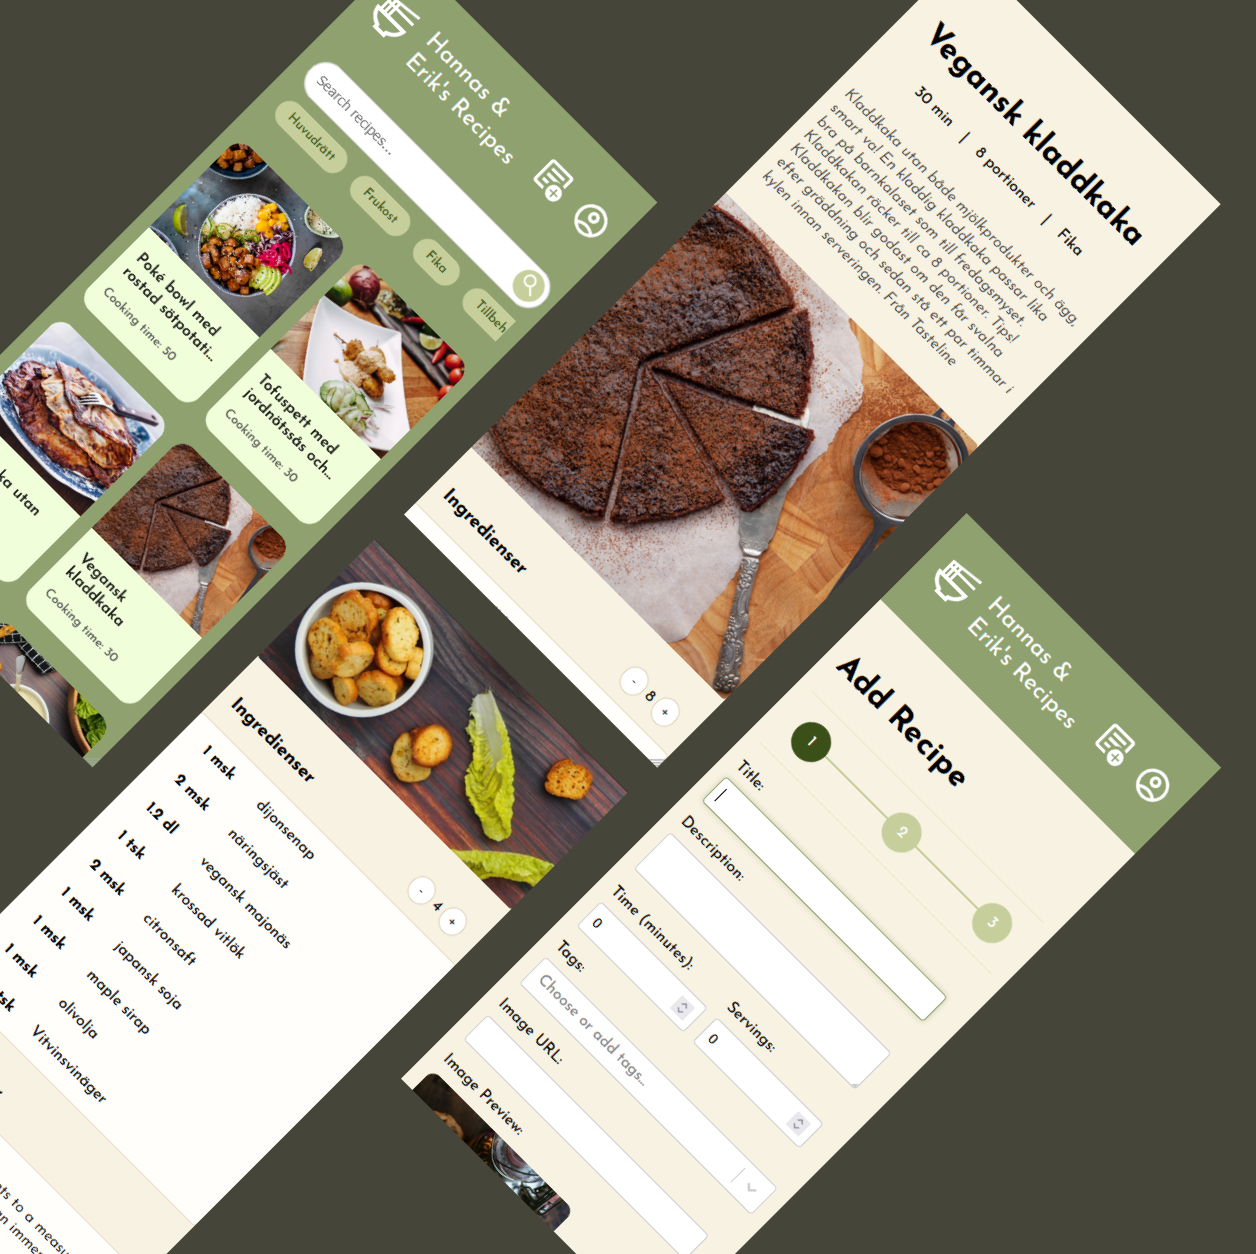 Hannas &
Erik's Recipes
Search recipes...
Huvudrätt
Frukost
Fika
Tillbeh
Poké bowl med
rostad sötpotati...
Cooking time: 50
Tofuspett med
jordnötssås och...
Cooking time: 30
utan
Vegansk
kladdkaka
Cooking time: 30
Vegansk kladdkaka
30 min | 8 portioner | Fika
Kladdkaka utan både mjölkprodukter och ägg,
smart va! En kladdig kladdkaka passar lika
bra på barnkalaset som till fredagsmyset.
Kladdkakan räcker till ca 8 portioner. Tips!
Kladdkakan blir godast om den får svalna
efter gräddning och sedan stå ett par timmar i
kylen innan serveringen. Från Tasteline
Ingredienser
- 8 +
Ingredienser
- 4 +
1 msk dijonsenap
2 msk näringsjäst
1.2 dl vegansk majonäs
1 tsk krossad vitlök
2 msk citronsaft
1 msk japansk soja
1 msk maple sirap
1 msk olivolja
tsk Vitvinsvinäger
to a
Hannas &
Erik's Recipes
Add Recipe
1
2
3
Title:
Description:
Time (minutes):
0
Servings:
0
Tags:
Choose or add tags...
Image URL:
Image Preview: